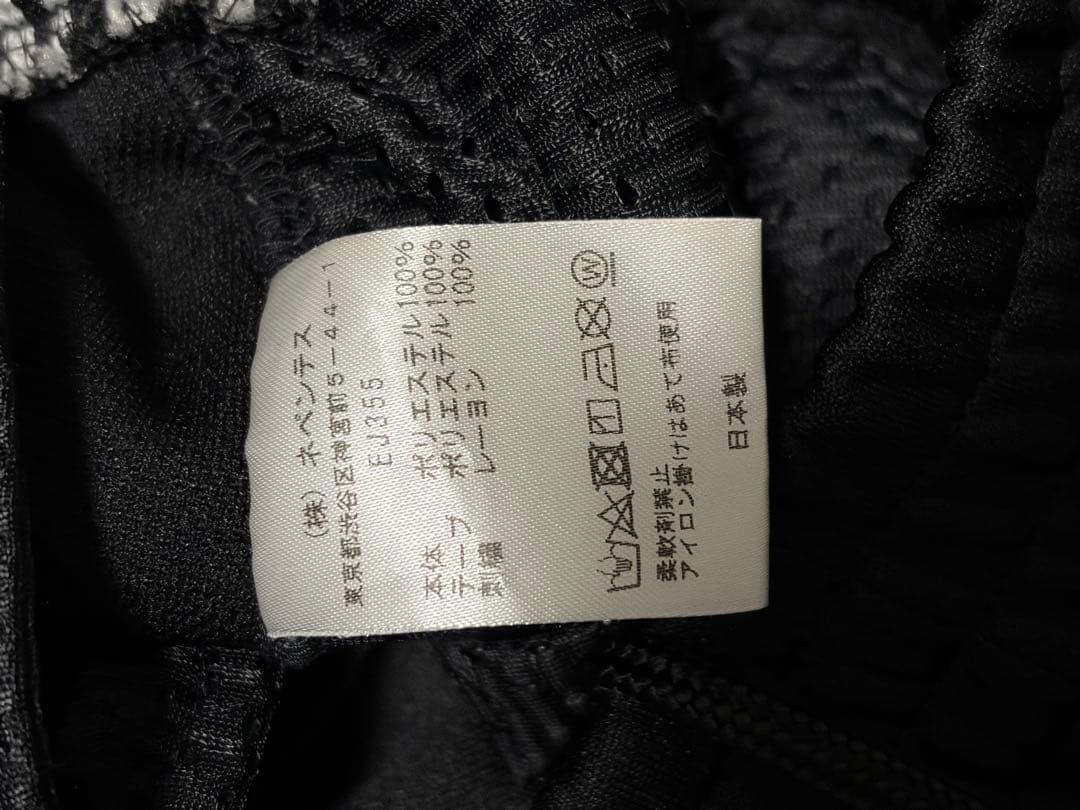 (株) ネペンテス
東京都渋谷区神宮前5-44-1
EJ355
本体 ポリエステル100%
テープ ポリエステル100%
刺繍 レーヨン 100%
W
柔軟剤禁止
アイロン掛けはあて布使用
日本製